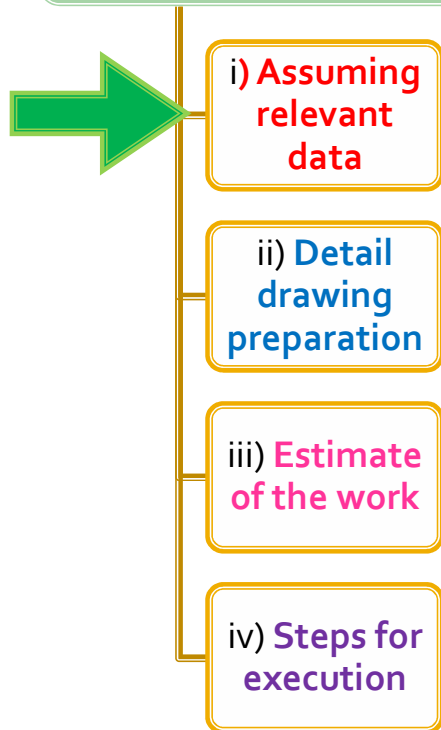 i) Assuming
relevant
data
ii) Detail
drawing
preparation
iii) Estimate
of the work
iv) Steps for
execution